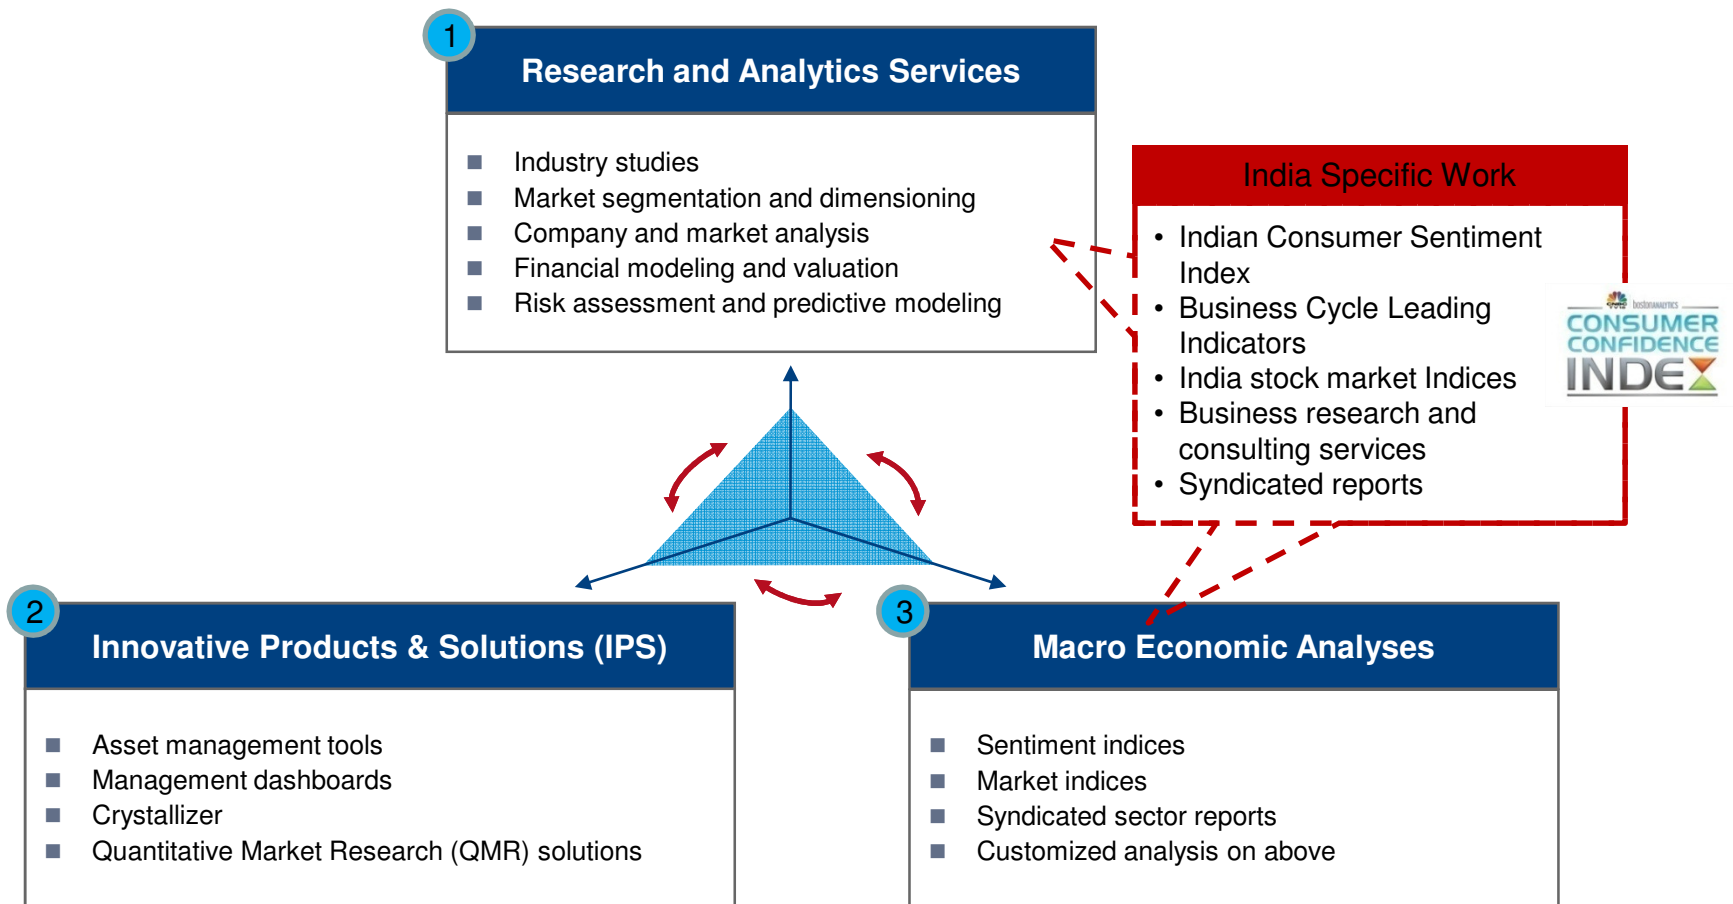 1
Research and Analytics Services
Industry studies
Market segmentation and dimensioning
Company and market analysis
Financial modeling and valuation
Risk assessment and predictive modeling
India Specific Work
• Indian Consumer Sentiment
Index
• Business Cycle Leading
Indicators
• India stock market Indices
• Business research and
consulting services
• Syndicated reports
bostonANALYTICS
CONSUMER
CONFIDENCE
INDEX
2
Innovative Products & Solutions (IPS)
Asset management tools
Management dashboards
Crystallizer
Quantitative Market Research (QMR) solutions
3
Macro Economic Analyses
Sentiment indices
Market indices
Syndicated sector reports
Customized analysis on above